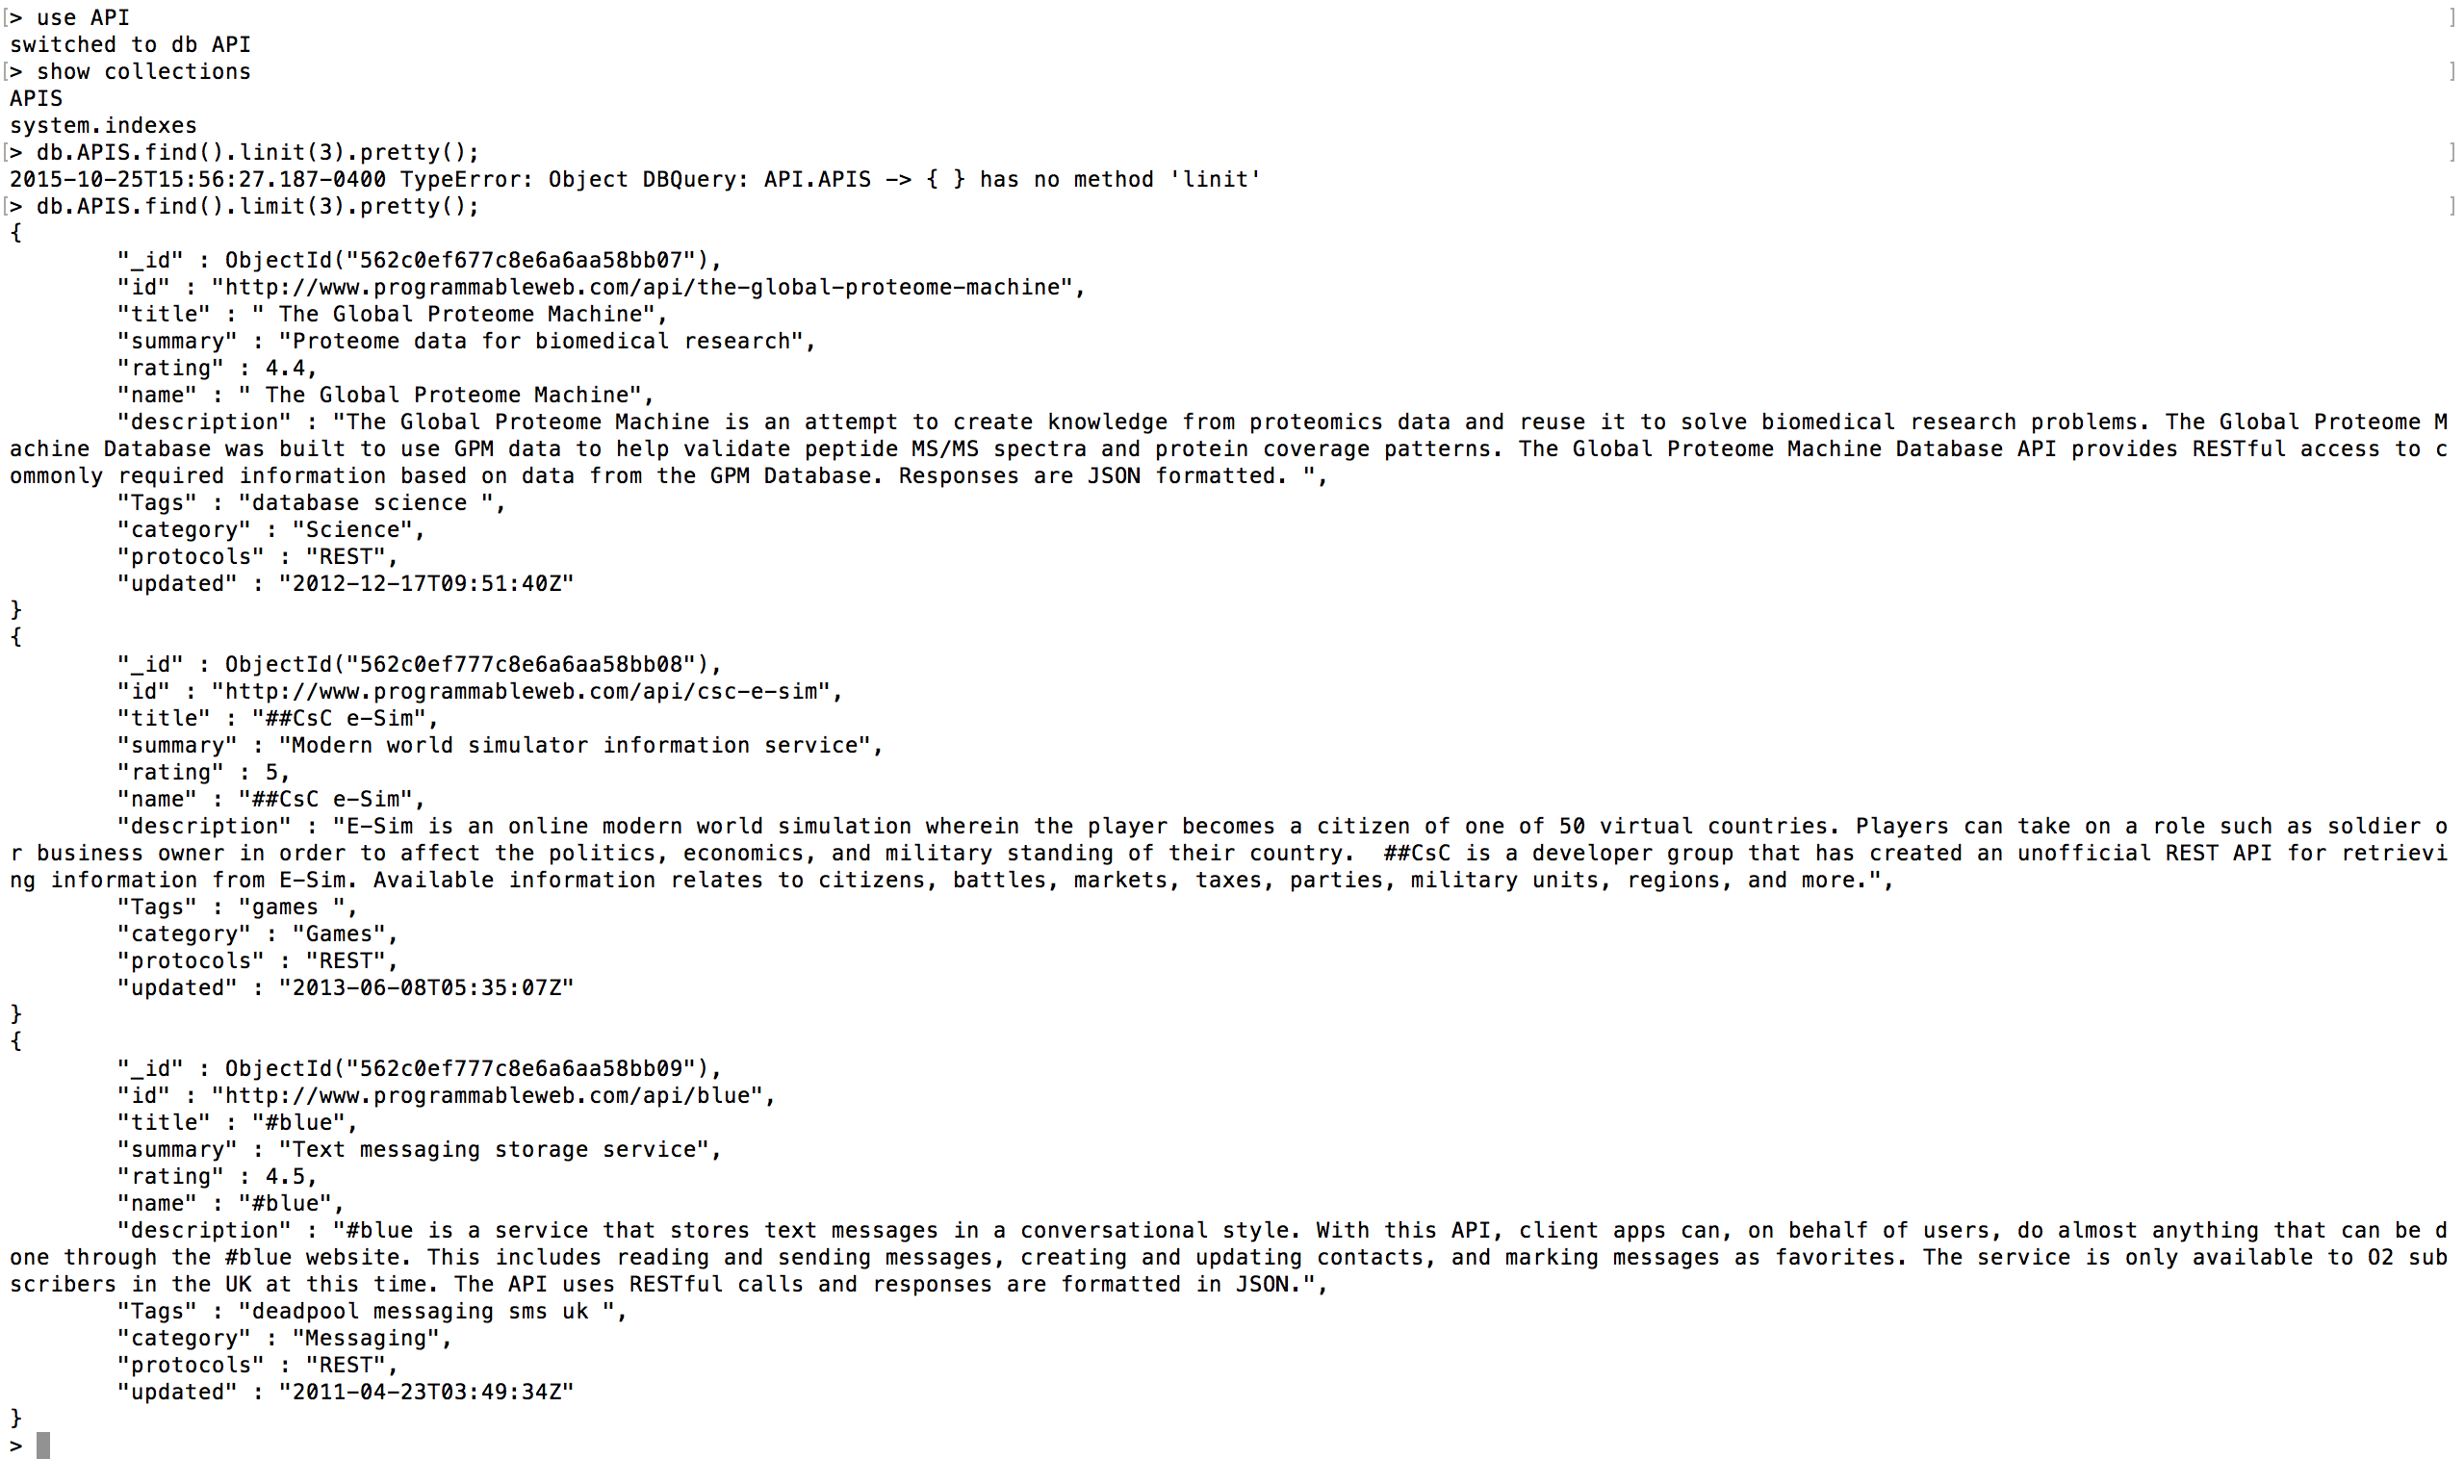 [> use API ]
switched to db API
[> show collections ]
APIS
system.indexes
[> db.APIS.find().linit(3).pretty(); ]
2015-10-25T15:56:27.187-0400 TypeError: Object DBQuery: API.APIS -> { } has no method 'linit'
[> db.APIS.find().limit(3).pretty(); ]
{
        "_id" : ObjectId("562c0ef677c8e6a6aa58bb07"),
        "id" : "http://www.programmableweb.com/api/the-global-proteome-machine",
        "title" : " The Global Proteome Machine",
        "summary" : "Proteome data for biomedical research",
        "rating" : 4.4,
        "name" : " The Global Proteome Machine",
        "description" : "The Global Proteome Machine is an attempt to create knowledge from proteomics data and reuse it to solve biomedical research problems. The Global Proteome M
achine Database was built to use GPM data to help validate peptide MS/MS spectra and protein coverage patterns. The Global Proteome Machine Database API provides RESTful access to c
ommonly required information based on data from the GPM Database. Responses are JSON formatted. ",
        "Tags" : "database science ",
        "category" : "Science",
        "protocols" : "REST",
        "updated" : "2012-12-17T09:51:40Z"
}
{
        "_id" : ObjectId("562c0ef777c8e6a6aa58bb08"),
        "id" : "http://www.programmableweb.com/api/csc-e-sim",
        "title" : "##CsC e-Sim",
        "summary" : "Modern world simulator information service",
        "rating" : 5,
        "name" : "##CsC e-Sim",
        "description" : "E-Sim is an online modern world simulation wherein the player becomes a citizen of one of 50 virtual countries. Players can take on a role such as soldier o
r business owner in order to affect the politics, economics, and military standing of their country.  ##CsC is a developer group that has created an unofficial REST API for retrievi
ng information from E-Sim. Available information relates to citizens, battles, markets, taxes, parties, military units, regions, and more.",
        "Tags" : "games ",
        "category" : "Games",
        "protocols" : "REST",
        "updated" : "2013-06-08T05:35:07Z"
}
{
        "_id" : ObjectId("562c0ef777c8e6a6aa58bb09"),
        "id" : "http://www.programmableweb.com/api/blue",
        "title" : "#blue",
        "summary" : "Text messaging storage service",
        "rating" : 4.5,
        "name" : "#blue",
        "description" : "#blue is a service that stores text messages in a conversational style. With this API, client apps can, on behalf of users, do almost anything that can be d
one through the #blue website. This includes reading and sending messages, creating and updating contacts, and marking messages as favorites. The service is only available to O2 sub
scribers in the UK at this time. The API uses RESTful calls and responses are formatted in JSON.",
        "Tags" : "deadpool messaging sms uk ",
        "category" : "Messaging",
        "protocols" : "REST",
        "updated" : "2011-04-23T03:49:34Z"
}
>